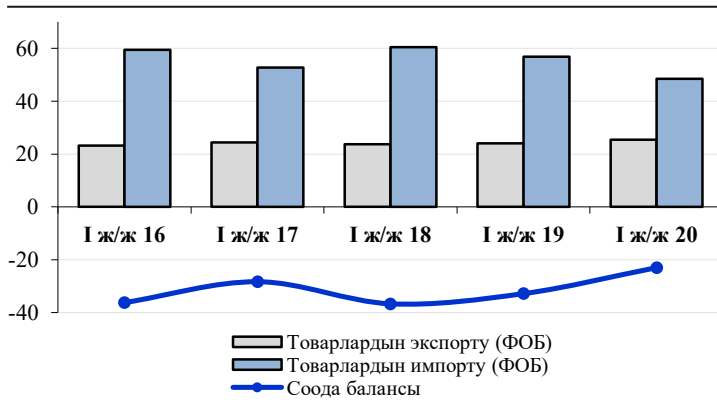 60
40
20
0
I ж/ж 16 I ж/ж 17 I ж/ж 18 I ж/ж 19 I ж/ж 20
-20
-40
Товарлардын экспорту (ФОБ)
Товарлардын импорту (ФОБ)
Соода балансы